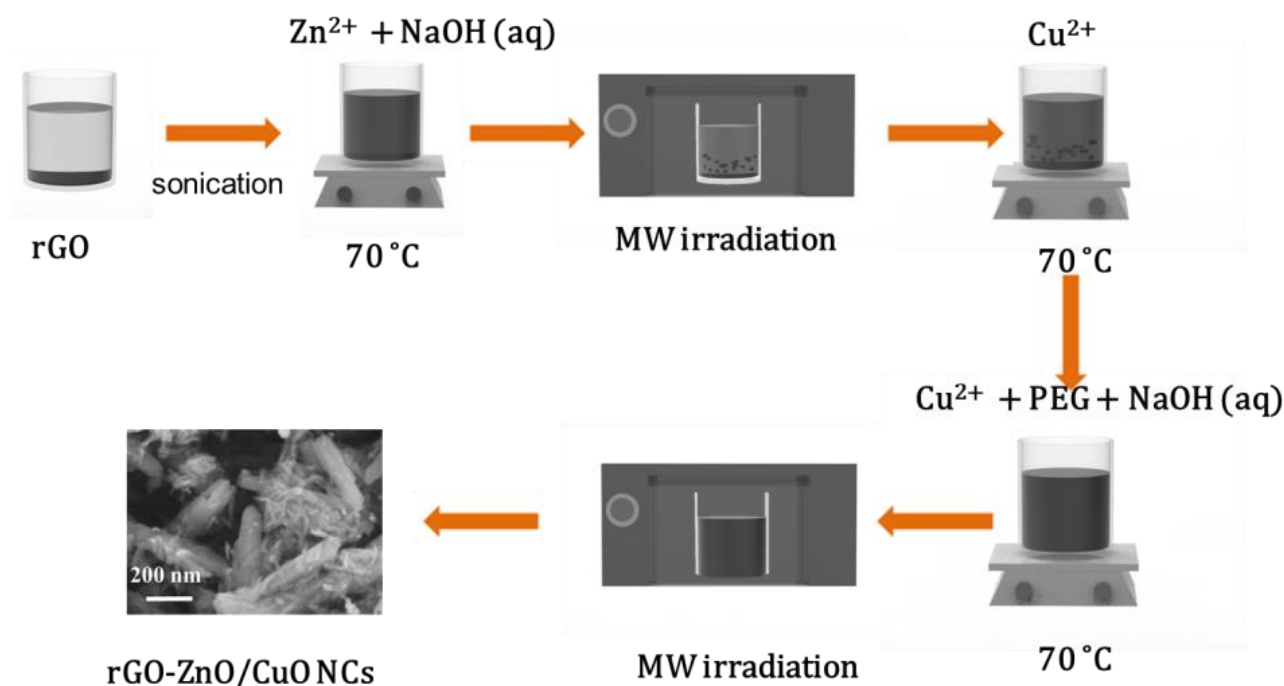 Zn²⁺ + NaOH (aq)
Cu²⁺
sonication
rGO
70 °C
MW irradiation
70 °C
Cu²⁺ + PEG + NaOH (aq)
200 nm
rGO-ZnO/CuO NCs
MW irradiation
70 °C